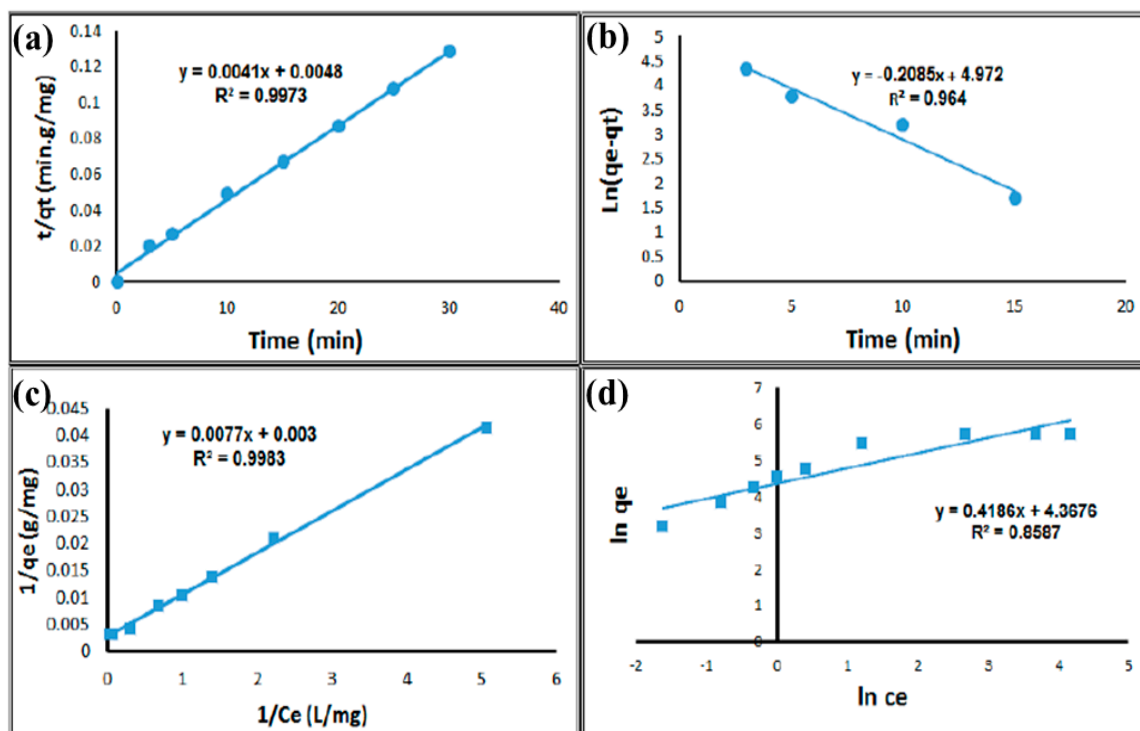 (a)
0.14
0.12
0.1
0.08
0.06
0.04
0.02
0
y = 0.0041x + 0.0048
R² = 0.9973
t/qt (min.g/mg)
0 10 20 30 40
Time (min)
(b)
5
4.5
4
3.5
3
2.5
2
1.5
1
0.5
0
y = -0.2085x + 4.972
R² = 0.964
Ln(qe-qt)
0 5 10 15 20
Time (min)
(c)
0.045
0.04
0.035
0.03
0.025
0.02
0.015
0.01
0.005
0
y = 0.0077x + 0.003
R² = 0.9983
1/qe (g/mg)
0 1 2 3 4 5 6
1/Ce (L/mg)
(d)
7
6
5
4
3
2
1
0
y = 0.4186x + 4.3676
R² = 0.8587
ln qe
-2 -1 0 1 2 3 4 5
ln ce